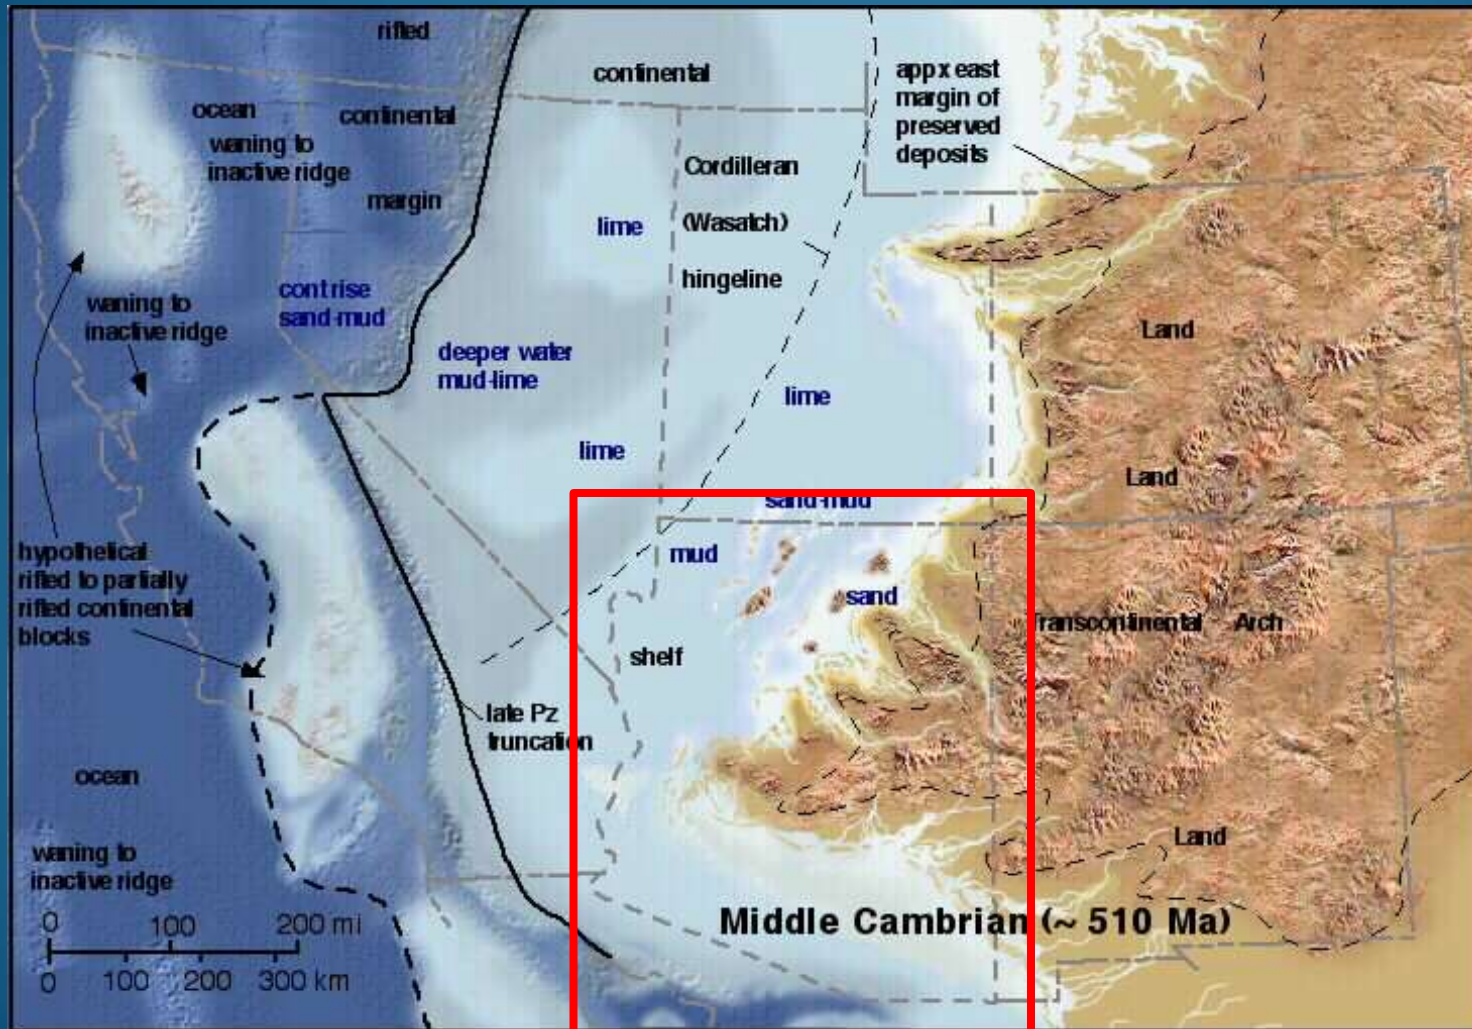 rifted
continental
appx east
margin of
preserved
deposits
ocean
continental
waning to
inactive ridge
Cordilleran
margin
lime
(Wasatch)
hingeline
cont rise
sand-mud
waning to
inactive ridge
Land
deeper water
mud-lime
lime
lime
Land
sand-mud
hypothetical
rifted to partially
rifted continental
blocks
mud
sand
Transcontinental Arch
shelf
late Pz
truncation
ocean
Land
waning to
inactive ridge
Middle Cambrian (~ 510 Ma)
0 100 200 mi
0 100 200 300 km